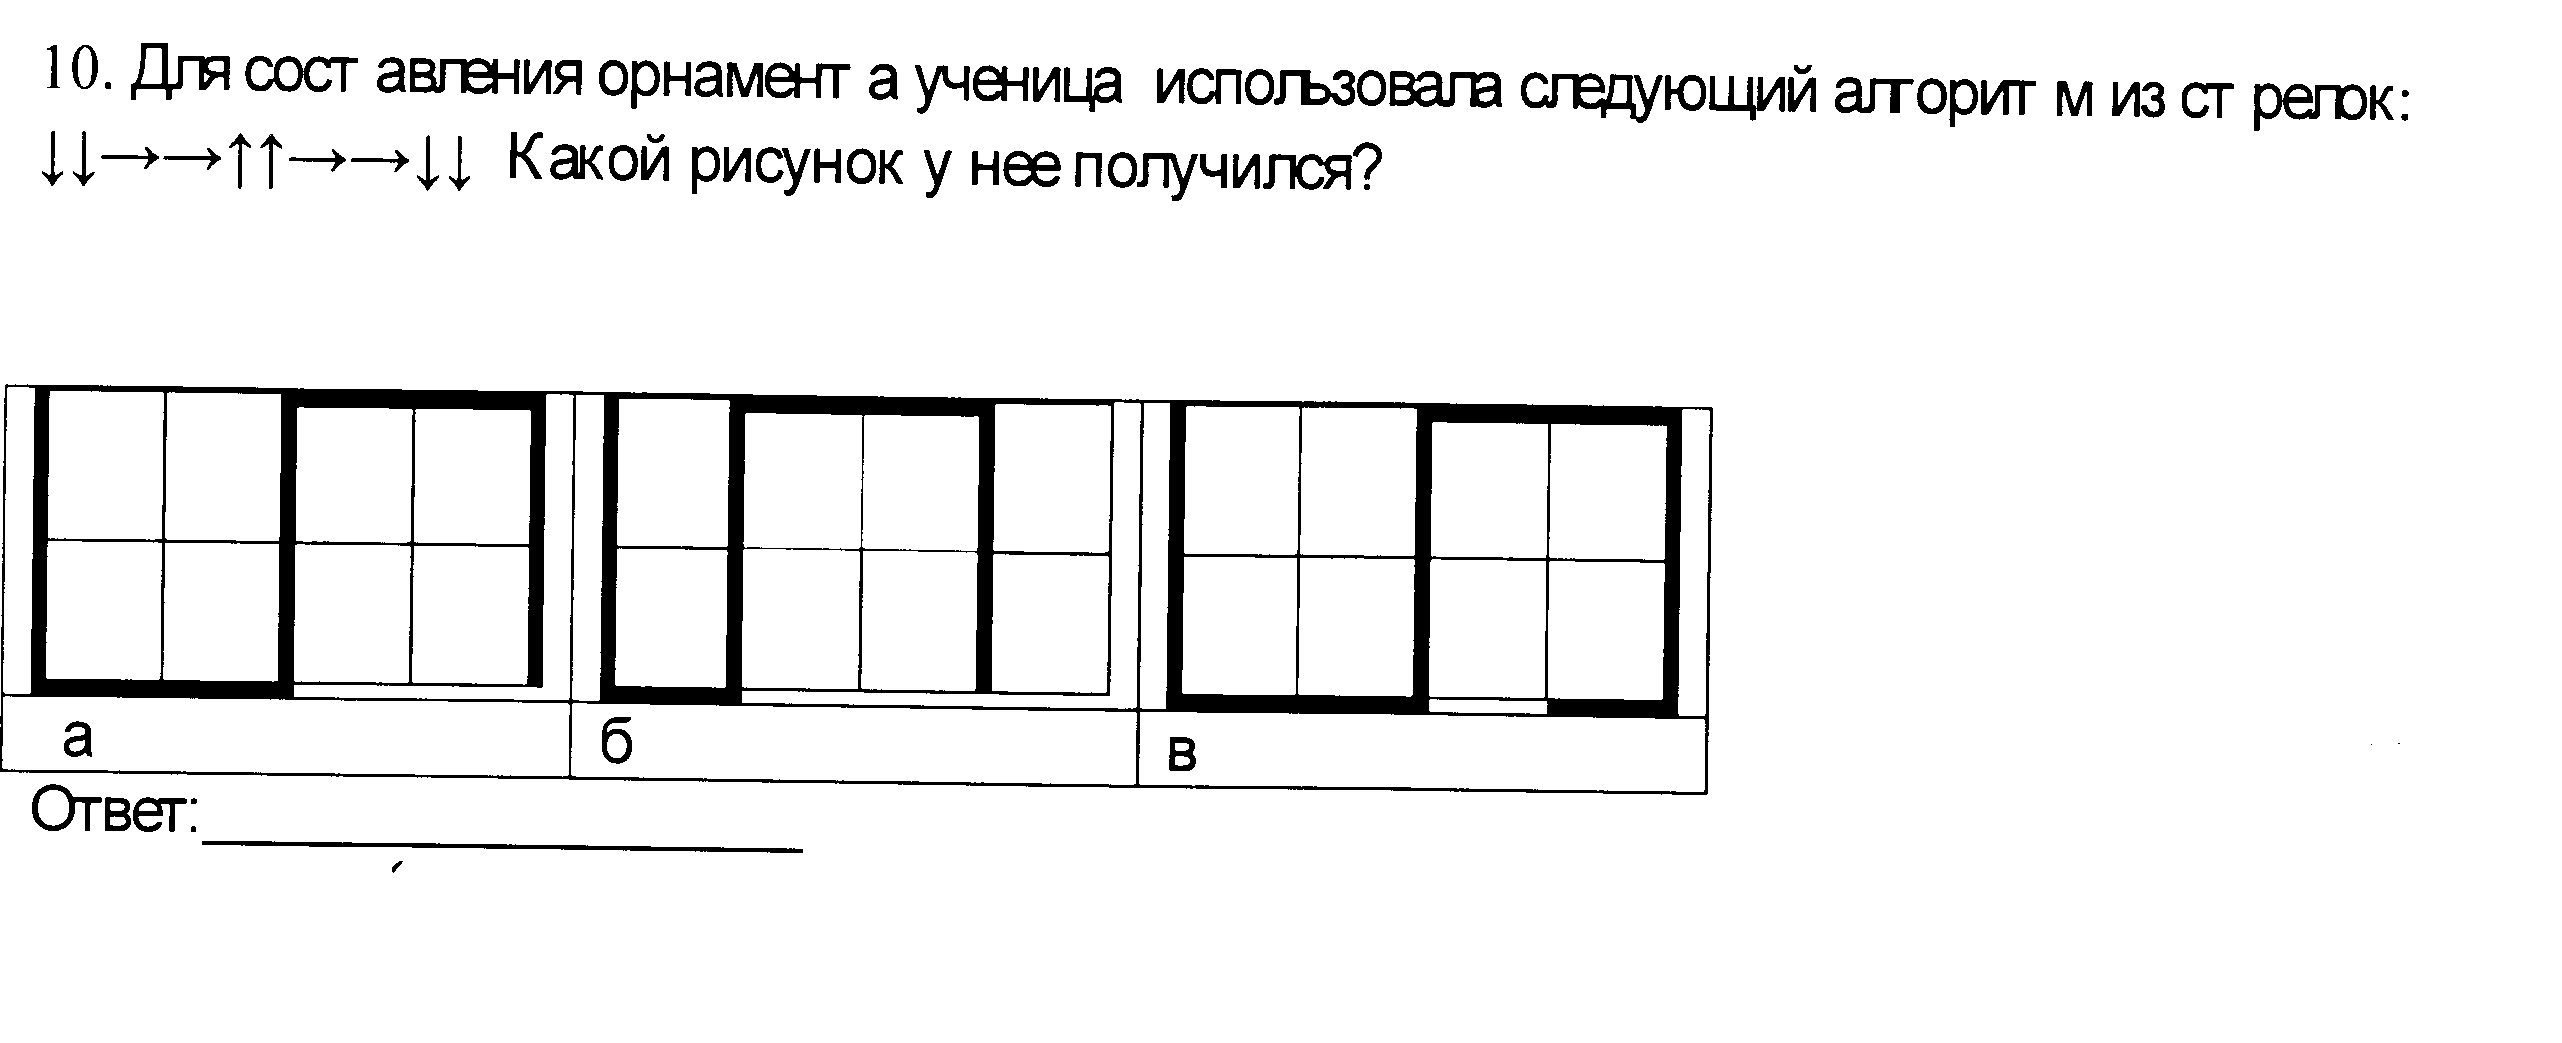 10. Для составления орнамента ученица использовала следующий алгоритм из стрелок:
↓↓→→↑↑→→↓↓ Какой рисунок у нее получился?
а б в
Ответ: